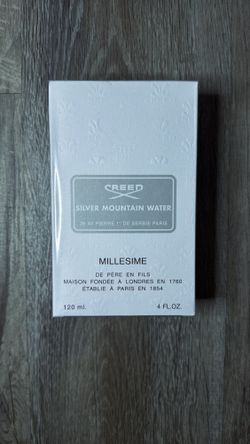 CREED
SILVER MOUNTAIN WATER
MILLESIME
DE PÈRE EN FILS
MAISON FONDÉE À LONDRES EN 1760
ÉTABLIE À PARIS EN 1854
120 ml. 4 FL.OZ.